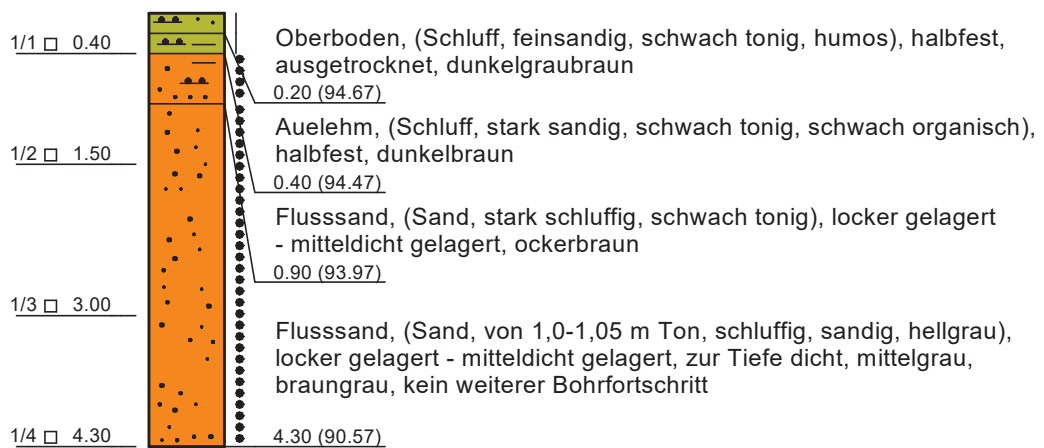 1/1 □ 0.40
Oberboden, (Schluff, feinsandig, schwach tonig, humos), halbfest,
ausgetrocknet, dunkelgraubraun
0.20 (94.67)
Auelehm, (Schluff, stark sandig, schwach tonig, schwach organisch),
halbfest, dunkelbraun
1/2 □ 1.50
0.40 (94.47)
Flusssand, (Sand, stark schluffig, schwach tonig), locker gelagert
- mitteldicht gelagert, ockerbraun
0.90 (93.97)
1/3 □ 3.00
Flusssand, (Sand, von 1,0-1,05 m Ton, schluffig, sandig, hellgrau),
locker gelagert - mitteldicht gelagert, zur Tiefe dicht, mittelgrau,
braungrau, kein weiterer Bohrfortschritt
1/4 □ 4.30
4.30 (90.57)